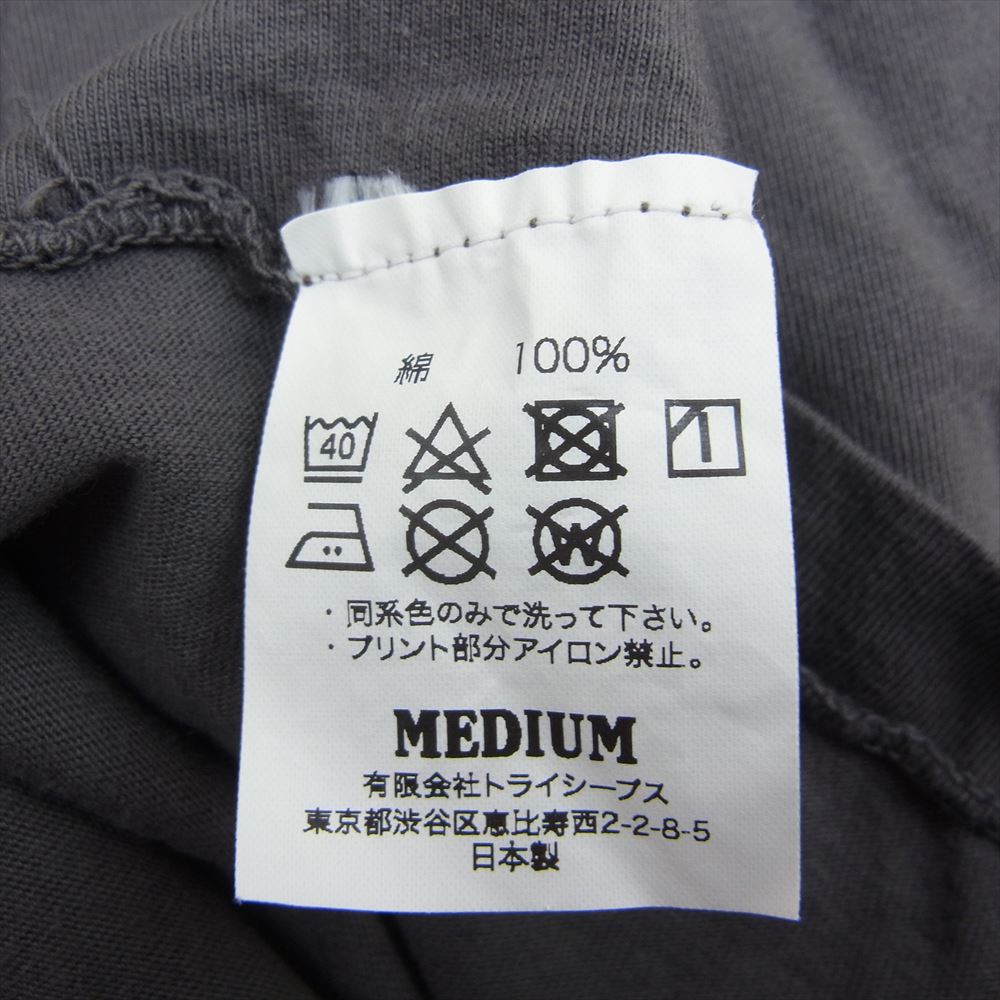 綿 100%
40
W
・同系色のみで洗って下さい。
・プリント部分アイロン禁止。
MEDIUM
有限会社トライシープス
東京都渋谷区恵比寿西2-2-8-5
日本製